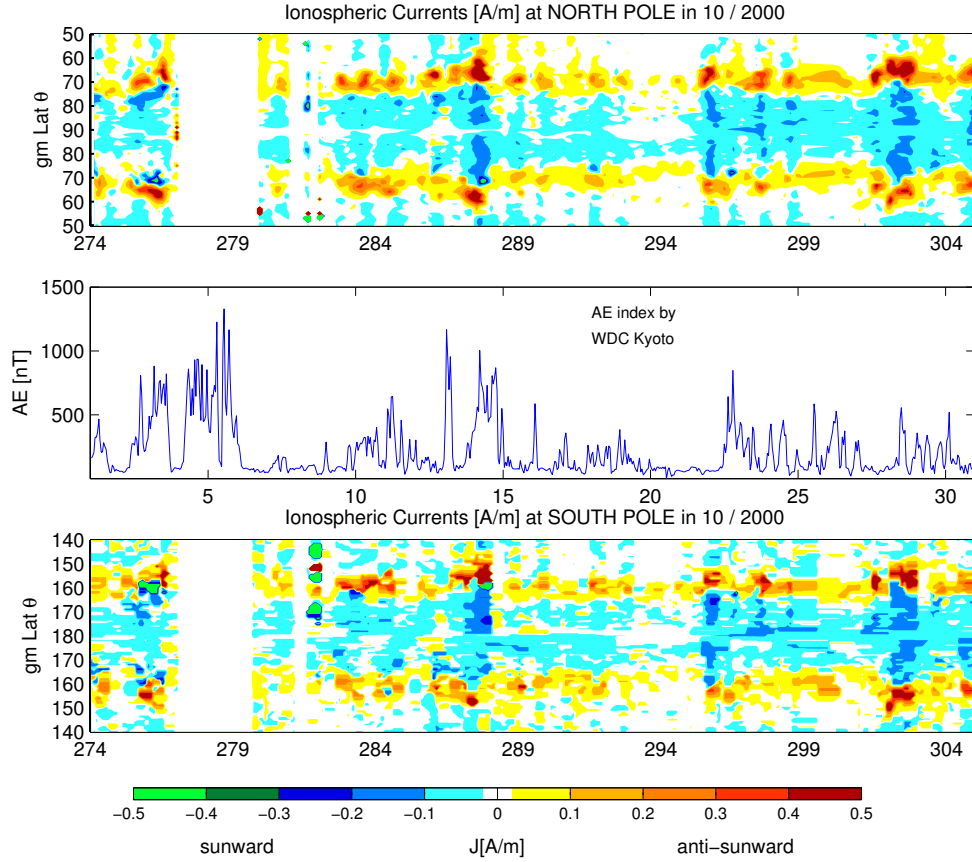 Ionospheric Currents [A/m] at NORTH POLE in 10 / 2000
gm Lat θ
50
60
70
80
90
80
70
60
50
274 279 284 289 294 299 304
AE [nT]
1500
1000
500
AE index by
WDC Kyoto
5 10 15 20 25 30
Ionospheric Currents [A/m] at SOUTH POLE in 10 / 2000
gm Lat θ
140
150
160
170
180
170
160
150
140
274 279 284 289 294 299 304
−0.5 −0.4 −0.3 −0.2 −0.1 0 0.1 0.2 0.3 0.4 0.5
sunward J[A/m] anti−sunward